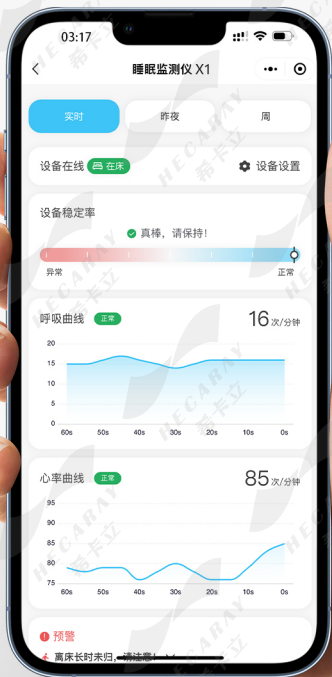 03:17
睡眠监测仪 X1
实时
昨夜
周
设备在线 在床 设备设置
设备稳定率
真棒，请保持！
异常 正常
呼吸曲线 正常 16次/分钟
20
15
10
5
0
60s 50s 40s 30s 20s 10s 0s
心率曲线 正常 85次/分钟
95
90
85
80
75
60s 50s 40s 30s 20s 10s 0s
预警
离床长时未归，请注意！
HECARAY
希卡立